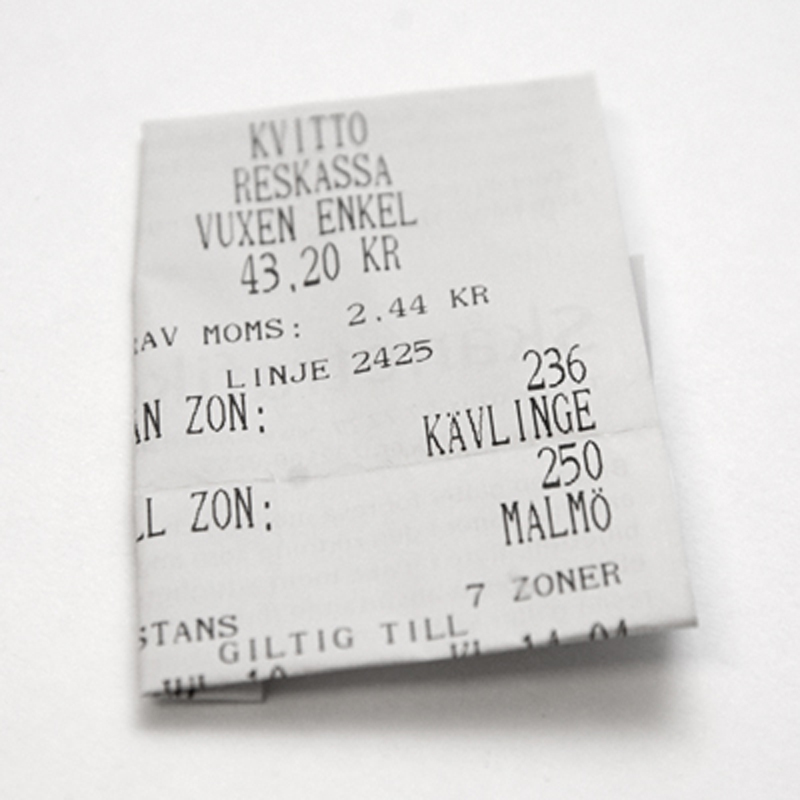 KVITTO
RESKASSA
VUXEN ENKEL
43,20 KR
AV MOMS: 2.44 KR
LINJE 2425
236
N ZON:
KÄVLINGE
250
LL ZON:
MALMÖ
7 ZONER
STANS
GILTIG TILL